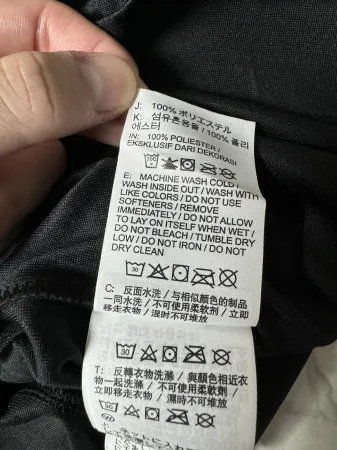 J: 100% ポリエステル
K: 섬유혼용율 / 100% 폴리
에스터
IN: 100% POLIESTER /
EKSKLUSIF DARI DEKORASI
E: MACHINE WASH COLD /
WASH INSIDE OUT / WASH WITH
LIKE COLORS / DO NOT USE
SOFTENERS / REMOVE
IMMEDIATELY / DO NOT ALLOW
TO LAY ON ITSELF WHEN WET /
DO NOT BLEACH / TUMBLE DRY
LOW / DO NOT IRON / DO NOT
DRY CLEAN
30
C: 反面水洗 / 与相似颜色的制品
一同水洗 / 不可使用柔软剂 / 立即
移走衣物 / 湿时不可堆放
30
T: 反轉衣物洗滌 / 與顏色相近衣
物一起洗滌 / 不可使用柔軟劑 /
立即移走衣物 / 濕時不可堆放
30